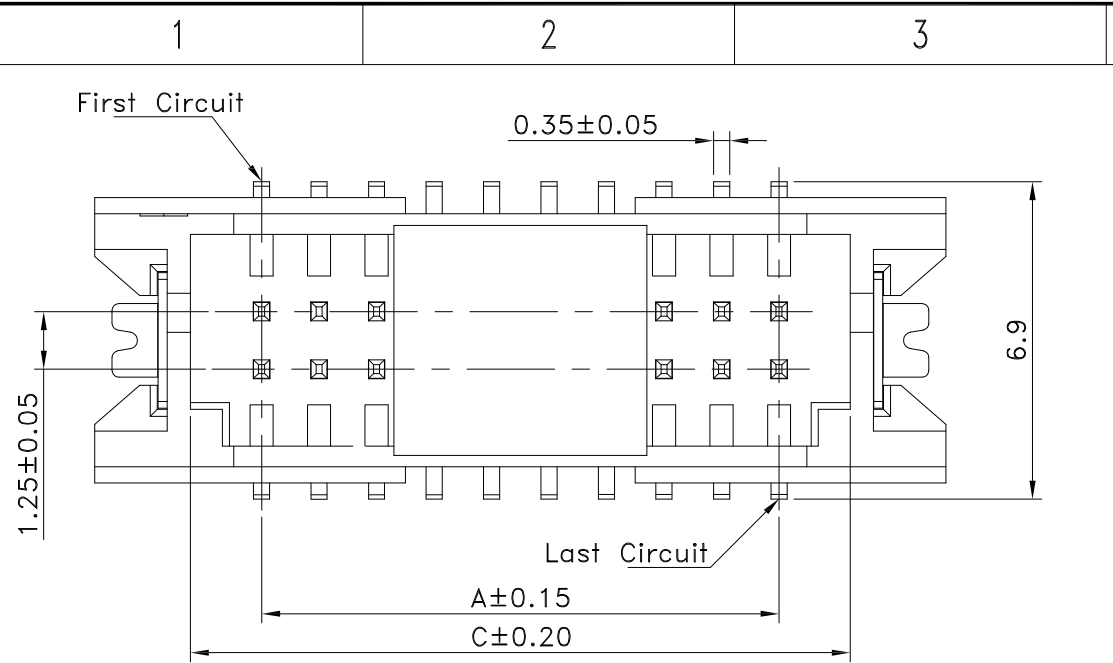 1 2 3
First Circuit
0.35±0.05
6.9
1.25±0.05
Last Circuit
A±0.15
C±0.20